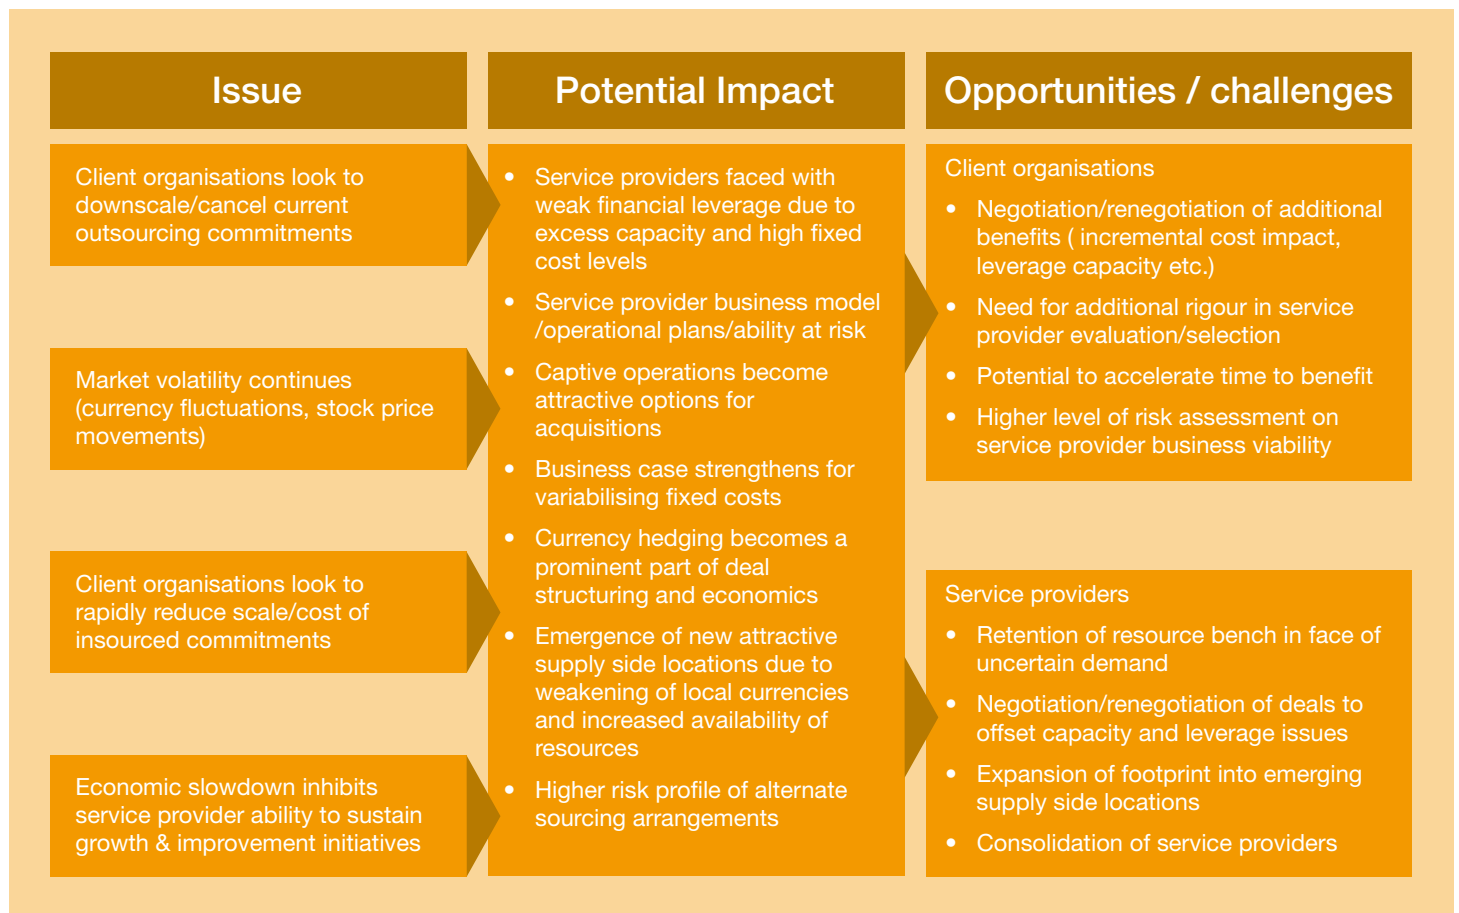 Issue
Client organisations look to
downscale/cancel current
outsourcing commitments
Market volatility continues
(currency fluctuations, stock price
movements)
Client organisations look to
rapidly reduce scale/cost of
insourced commitments
Economic slowdown inhibits
service provider ability to sustain
growth & improvement initiatives
Potential Impact
• Service providers faced with
weak financial leverage due to
excess capacity and high fixed
cost levels
• Service provider business model
/operational plans/ability at risk
• Captive operations become
attractive options for
acquisitions
• Business case strengthens for
variabilising fixed costs
• Currency hedging becomes a
prominent part of deal
structuring and economics
• Emergence of new attractive
supply side locations due to
weakening of local currencies
and increased availability of
resources
• Higher risk profile of alternate
sourcing arrangements
Opportunities / challenges
Client organisations
• Negotiation/renegotiation of additional
benefits ( incremental cost impact,
leverage capacity etc.)
• Need for additional rigour in service
provider evaluation/selection
• Potential to accelerate time to benefit
• Higher level of risk assessment on
service provider business viability
Service providers
• Retention of resource bench in face of
uncertain demand
• Negotiation/renegotiation of deals to
offset capacity and leverage issues
• Expansion of footprint into emerging
supply side locations
• Consolidation of service providers